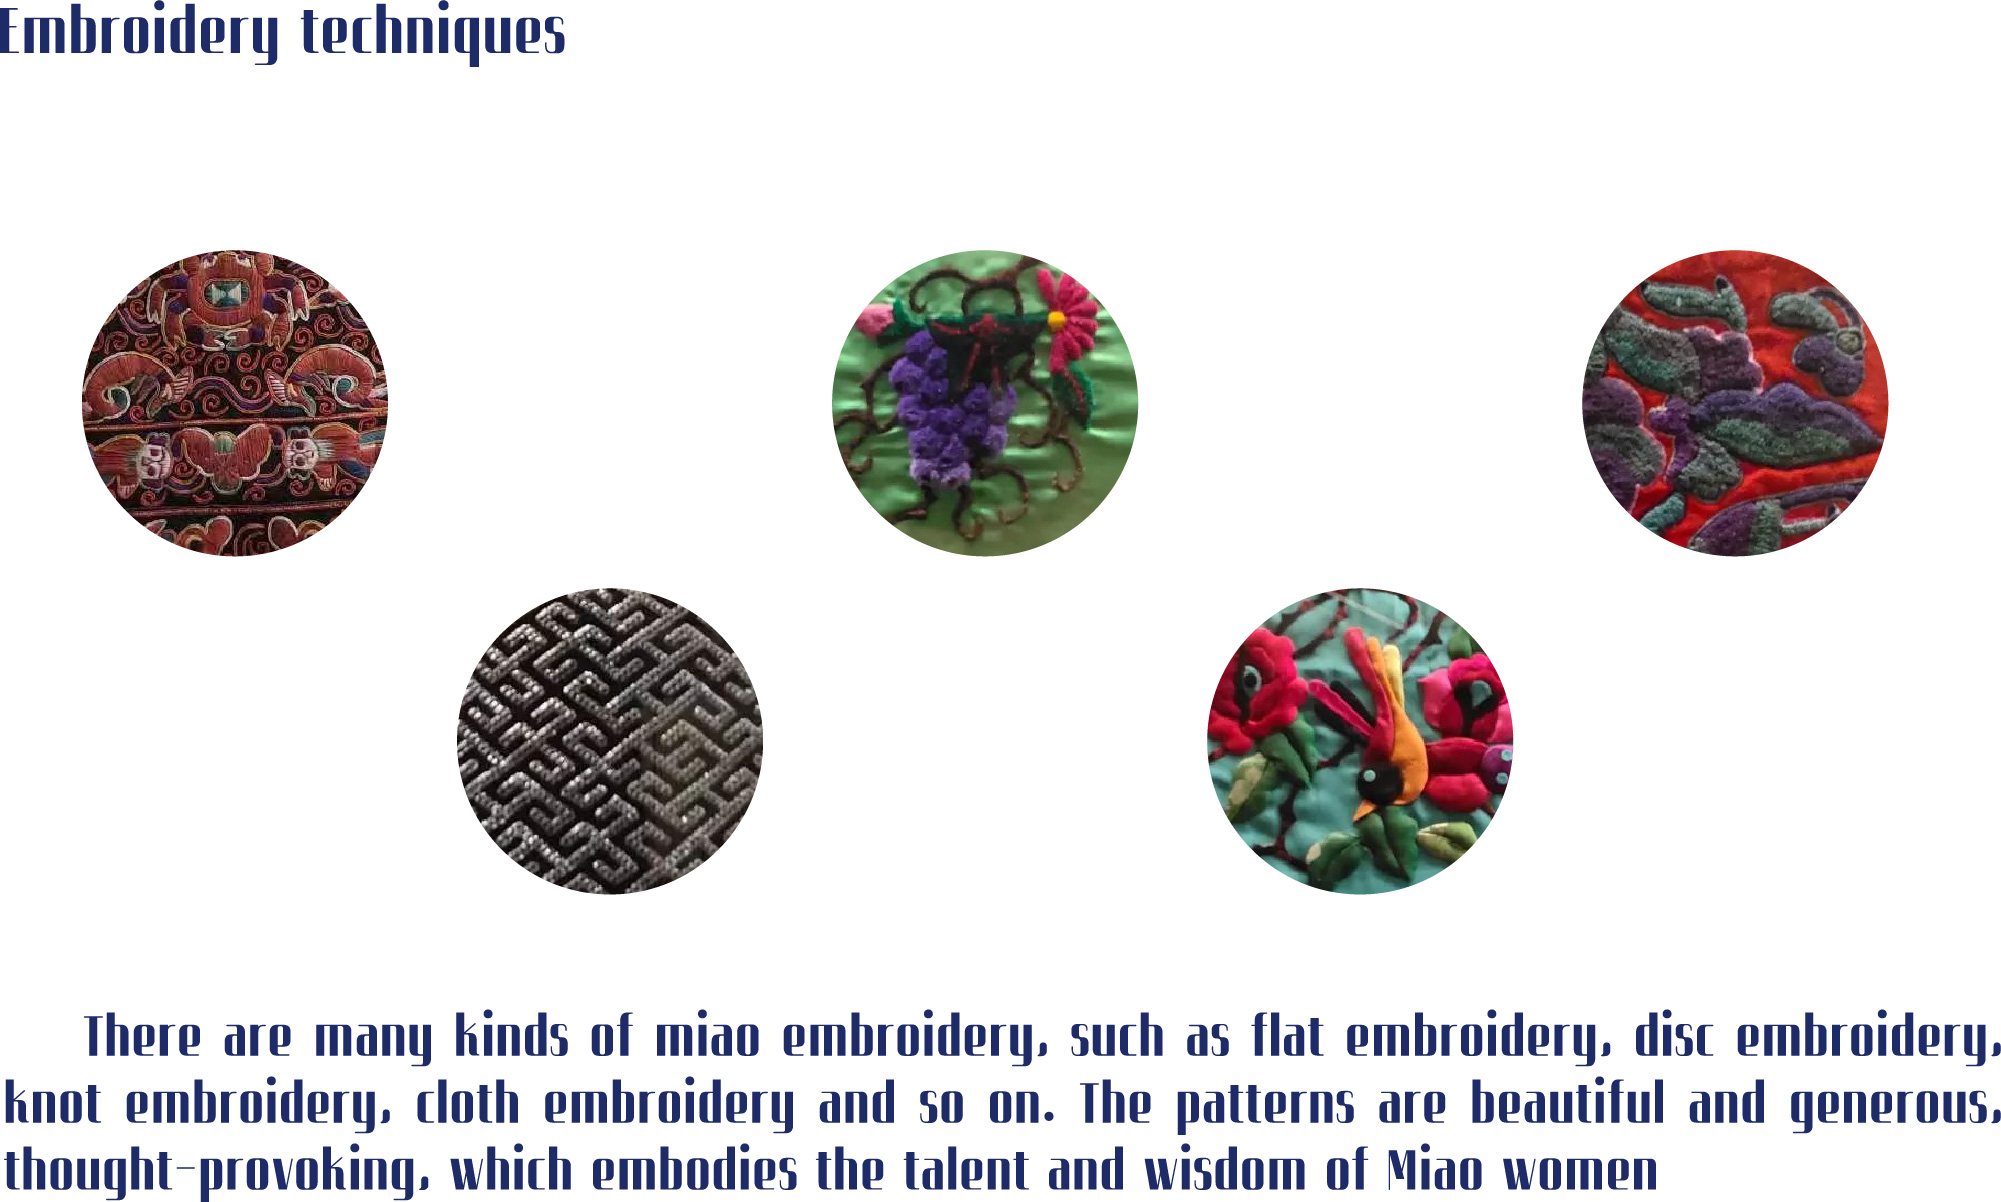 Embroidery techniques
There are many kinds of miao embroidery, such as flat embroidery, disc embroidery,
knot embroidery, cloth embroidery and so on. The patterns are beautiful and generous,
thought-provoking, which embodies the talent and wisdom of Miao women